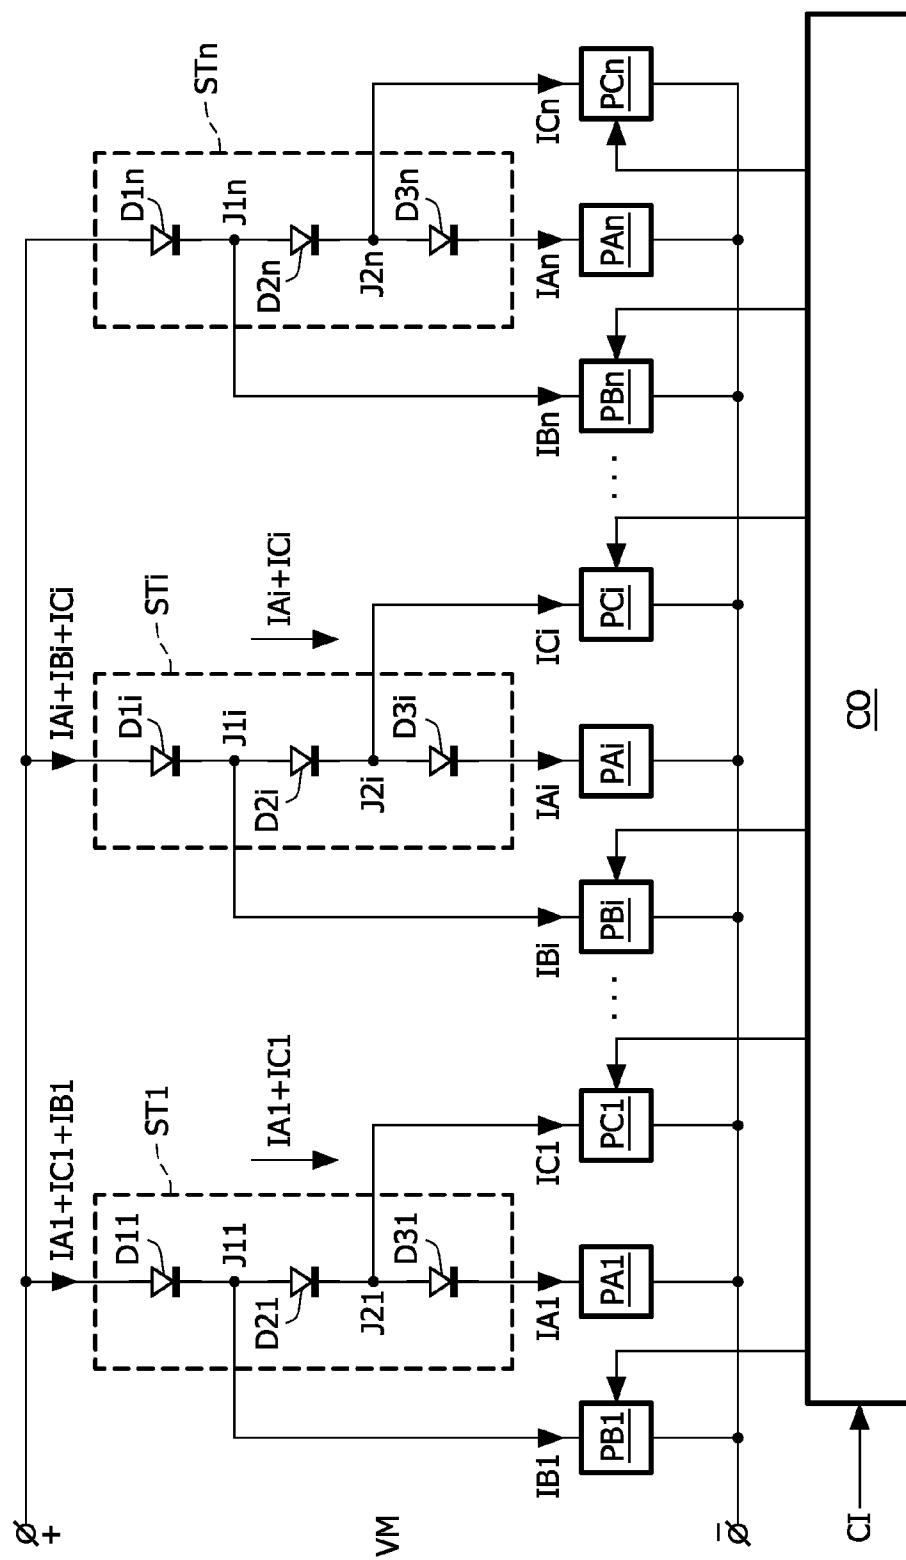 IA1+IC1+IB1
IAi+IBi+ICi
ST1
STi
STn
D11
D1i
D1n
J11
IA1+IC1
J1i
IAi+ICi
J1n
D21
D2i
D2n
J21
J2i
J2n
D31
D3i
D3n
+
VM
−
IB1
IA1
IC1
IBi
IAi
ICi
IBn
IAn
ICn
PB1
PA1
PC1
. . .
PBi
PAi
PCi
. . .
PBn
PAn
PCn
CI
CO